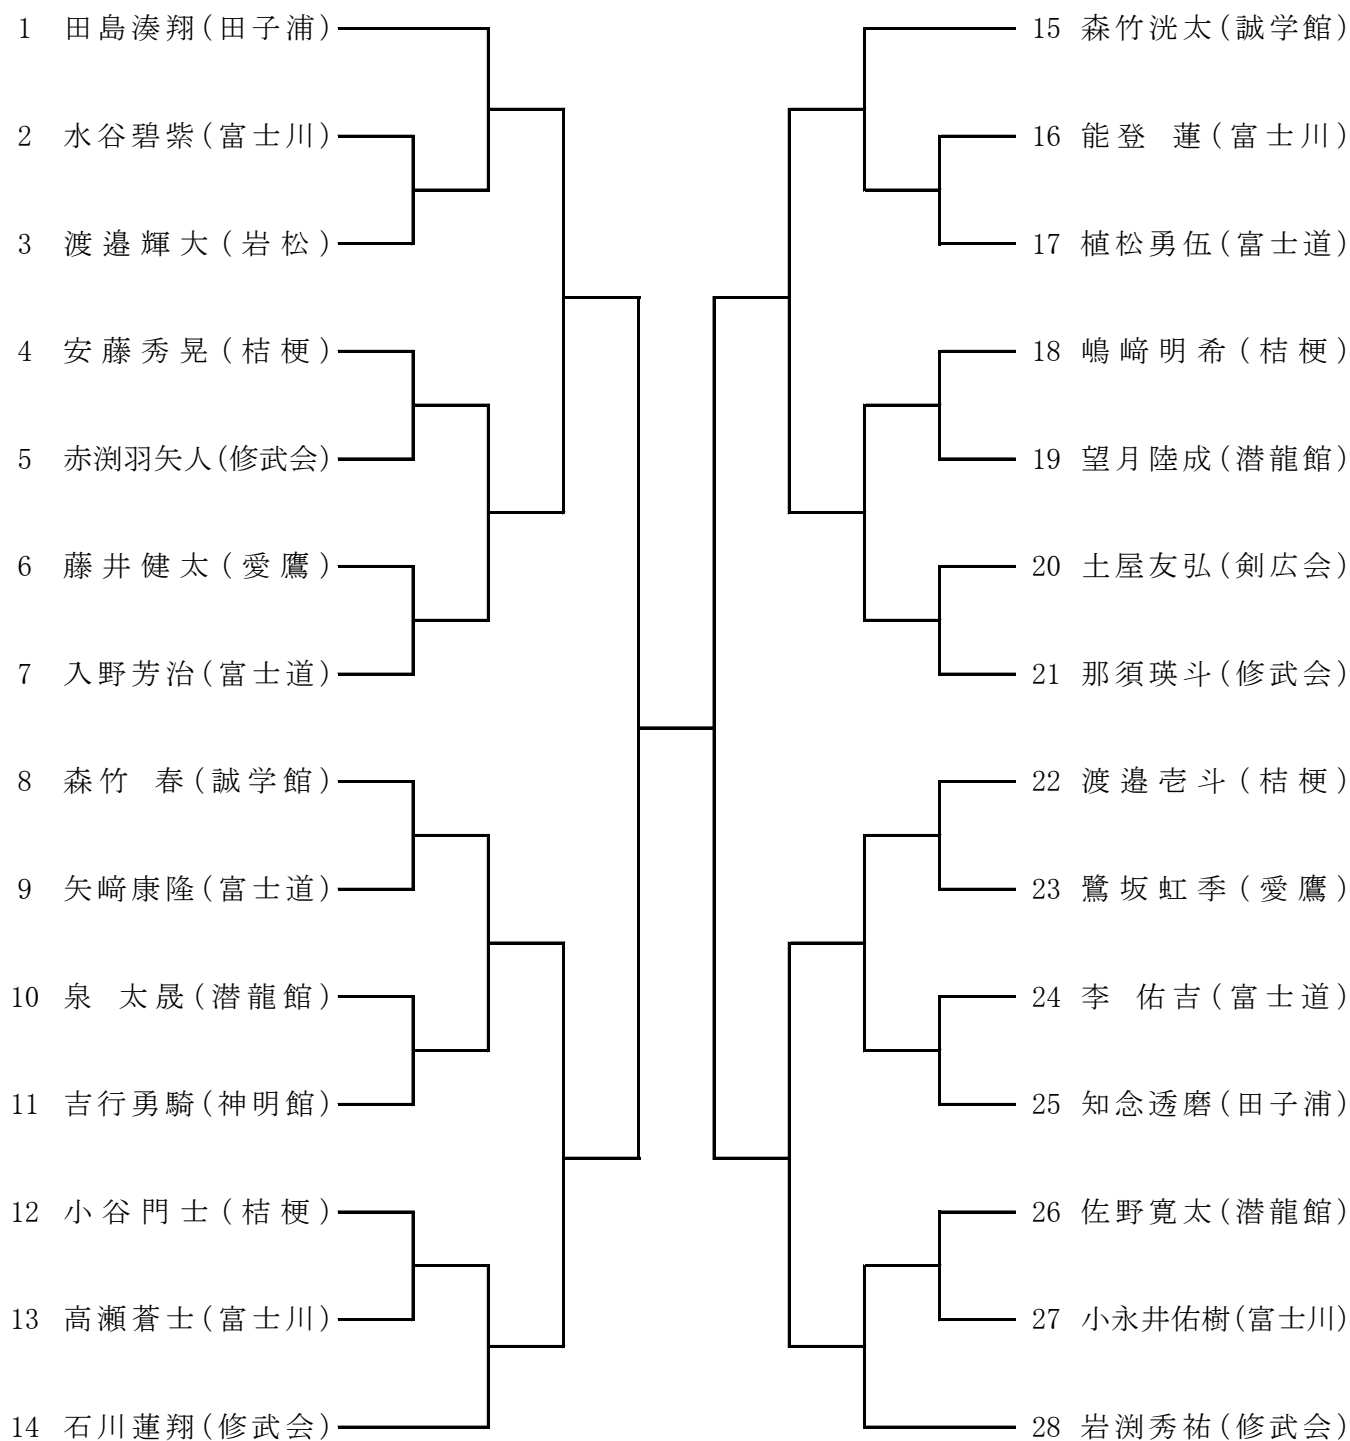 1 田島湊翔(田子浦)
2 水谷碧紫(富士川)
3 渡邉輝大(岩松)
4 安藤秀晃(桔梗)
5 赤渕羽矢人(修武会)
6 藤井健太(愛鷹)
7 入野芳治(富士道)
8 森竹 春(誠学館)
9 矢﨑康隆(富士道)
10 泉 太晟(潜龍館)
11 吉行勇騎(神明館)
12 小谷門士(桔梗)
13 高瀬蒼士(富士川)
14 石川蓮翔(修武会)
15 森竹洸太(誠学館)
16 能登 蓮(富士川)
17 植松勇伍(富士道)
18 嶋﨑明希(桔梗)
19 望月陸成(潜龍館)
20 土屋友弘(剣広会)
21 那須瑛斗(修武会)
22 渡邉壱斗(桔梗)
23 鷺坂虹季(愛鷹)
24 李 佑吉(富士道)
25 知念透磨(田子浦)
26 佐野寛太(潜龍館)
27 小永井佑樹(富士川)
28 岩渕秀祐(修武会)